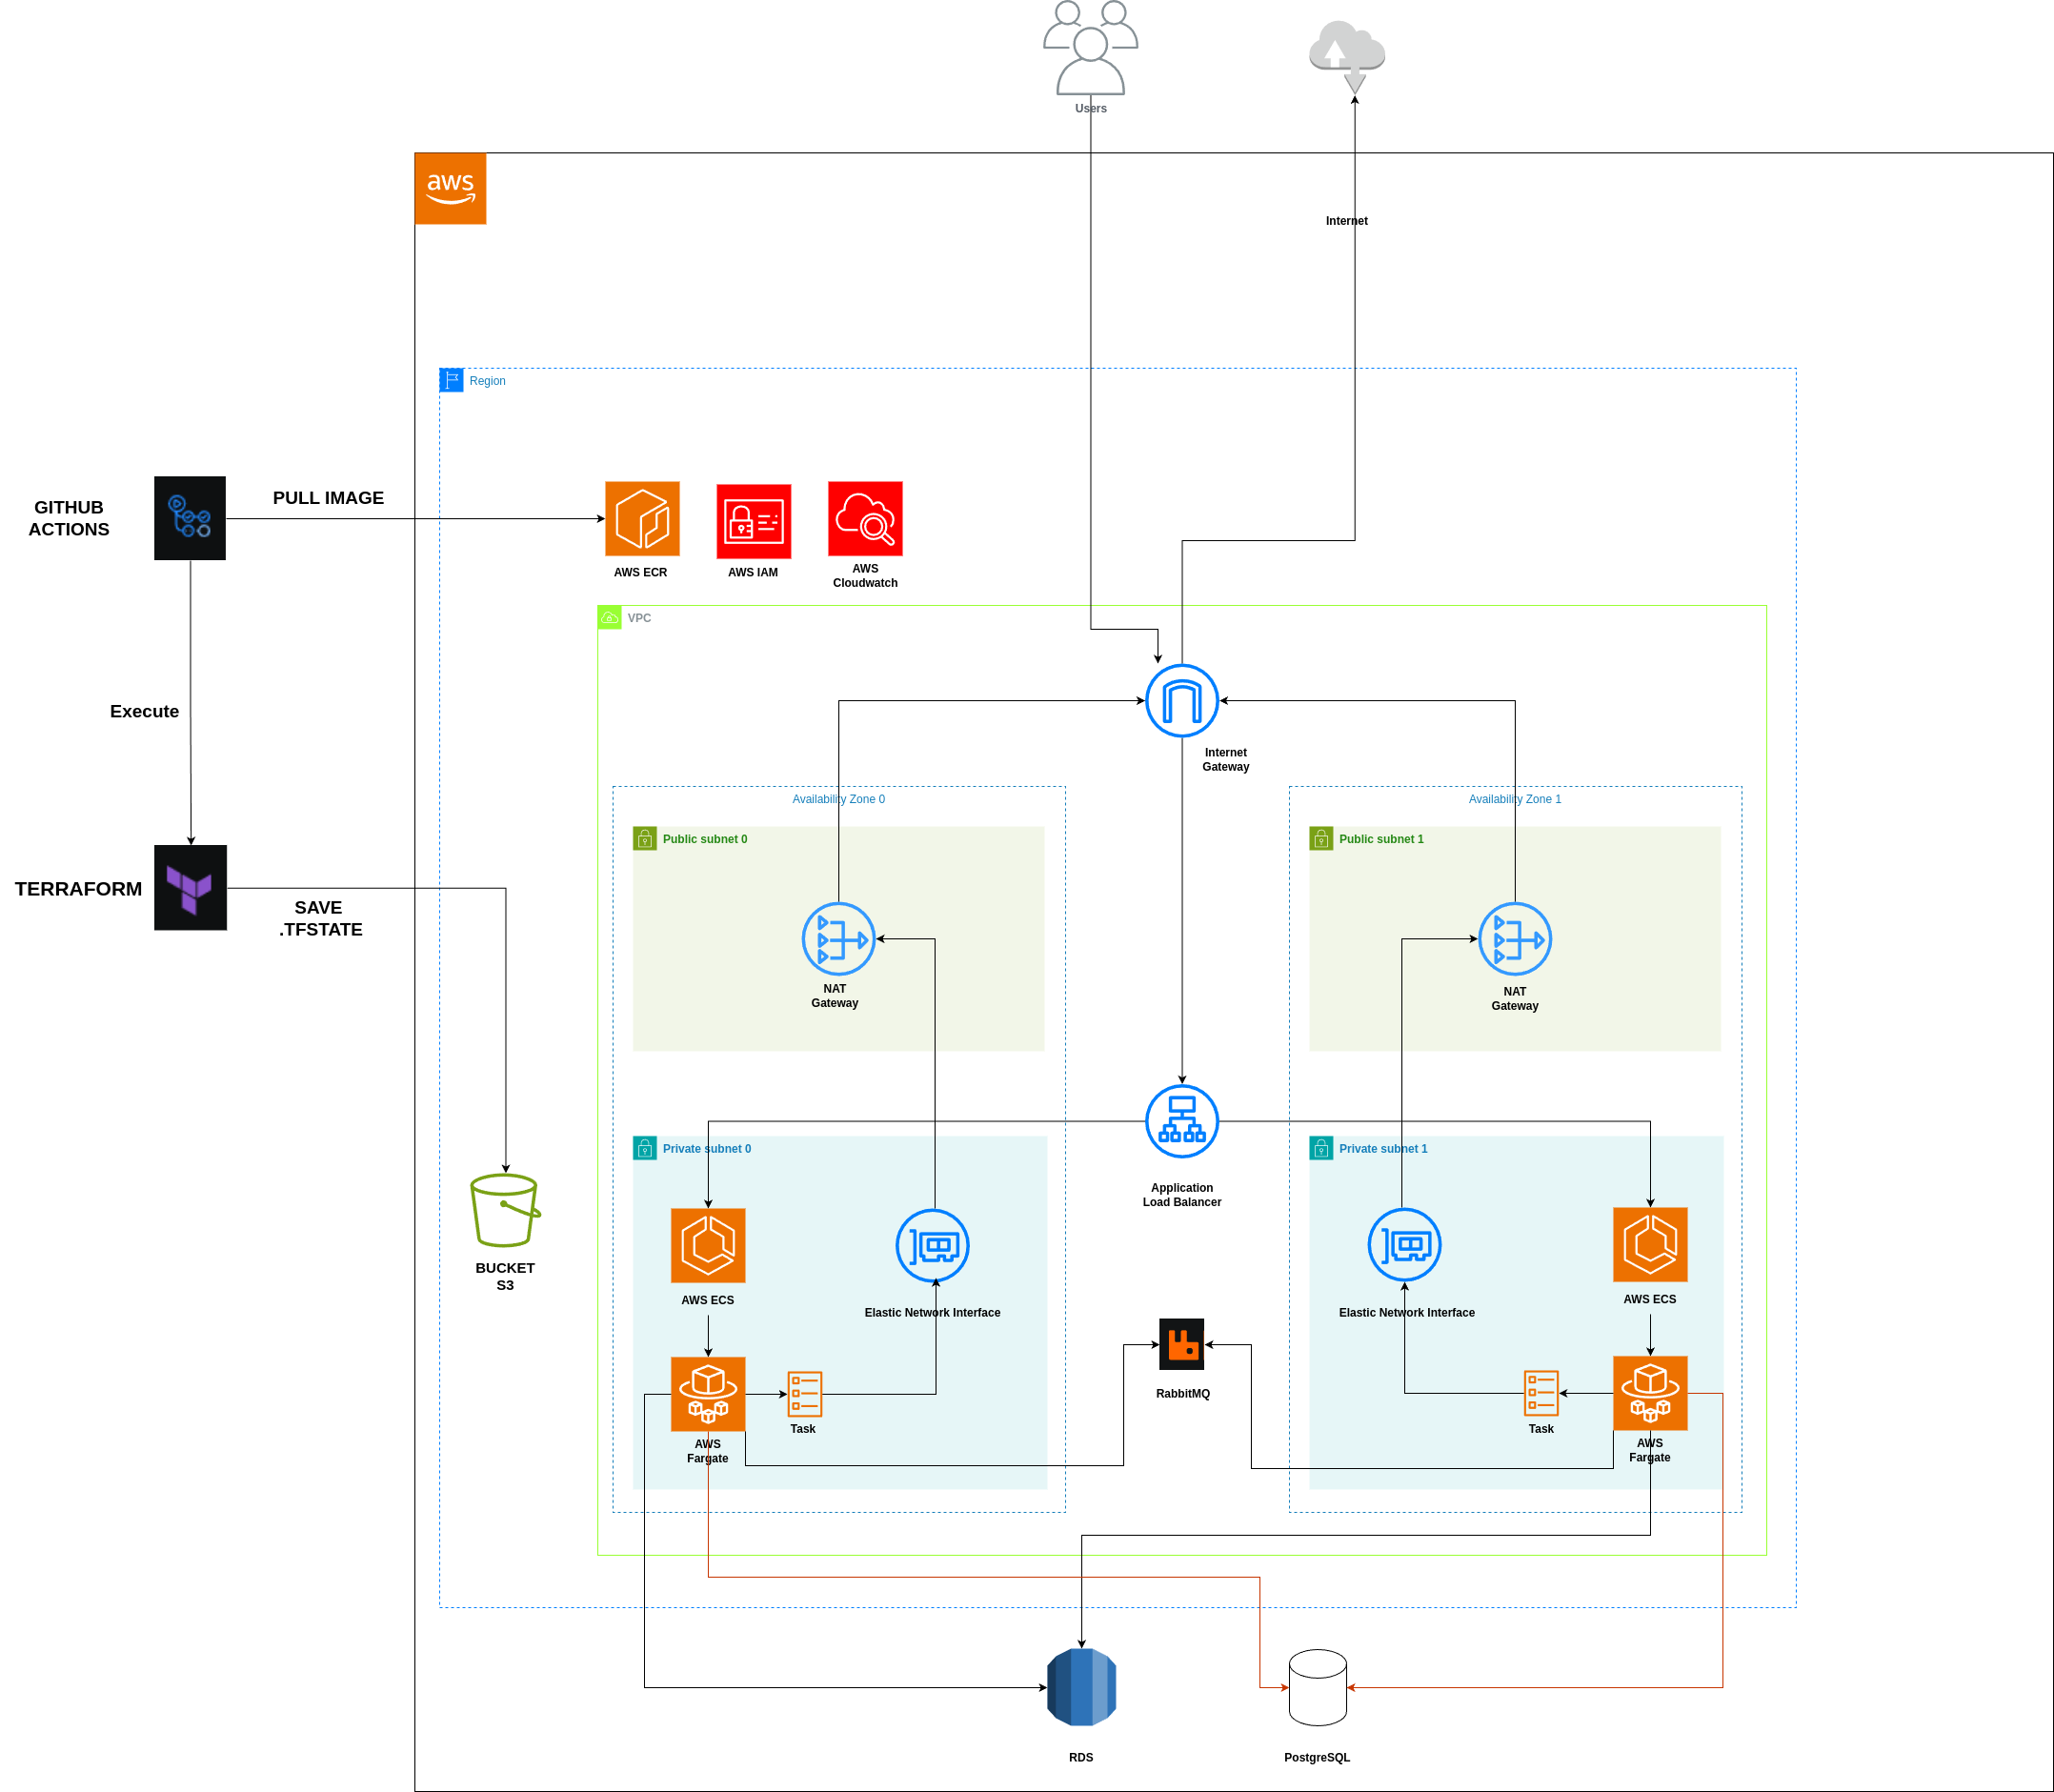 Users
Internet
aws
Region
GITHUB
ACTIONS
PULL IMAGE
AWS ECR
AWS IAM
AWS
Cloudwatch
VPC
Execute
Internet
Gateway
Availability Zone 0
Availability Zone 1
Public subnet 0
Public subnet 1
TERRAFORM
SAVE
.TFSTATE
NAT
Gateway
NAT
Gateway
Private subnet 0
Private subnet 1
Application
Load Balancer
BUCKET
S3
AWS ECS
Elastic Network Interface
Elastic Network Interface
AWS ECS
RabbitMQ
Task
Task
AWS
Fargate
AWS
Fargate
RDS
PostgreSQL